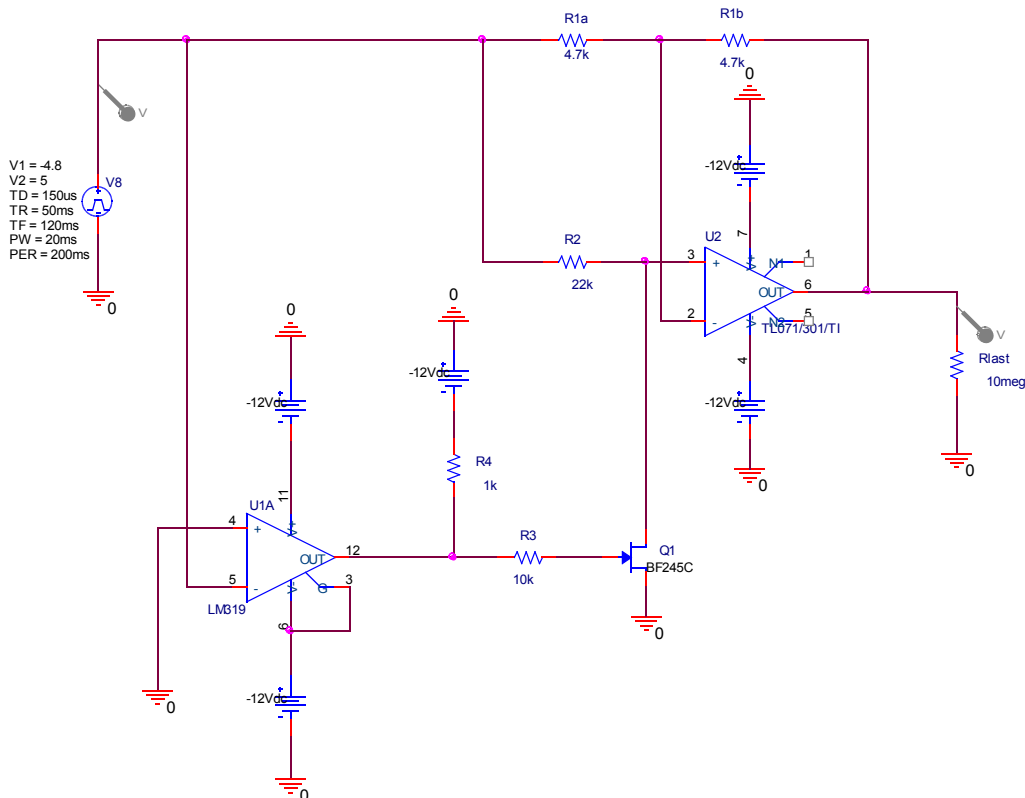 R1a
4.7k
R1b
4.7k
0
V
V1 = -4.8
V2 = 5
TD = 150us
TR = 50ms
TF = 120ms
PW = 20ms
PER = 200ms
V8
0
-12Vdc
+
-
7
U2
R2
22k
3
+
2
-
V+
V-
N1
1
OUT
6
N2
5
TL071/301/TI
4
V
Rlast
10meg
0
-12Vdc
+
-
0
0
-12Vdc
+
-
0
-12Vdc
+
-
R4
1k
11
U1A
4
+
5
-
V+
V-
OUT
12
G
3
LM319
6
R3
10k
Q1
BF245C
0
0
-12Vdc
+
-
0